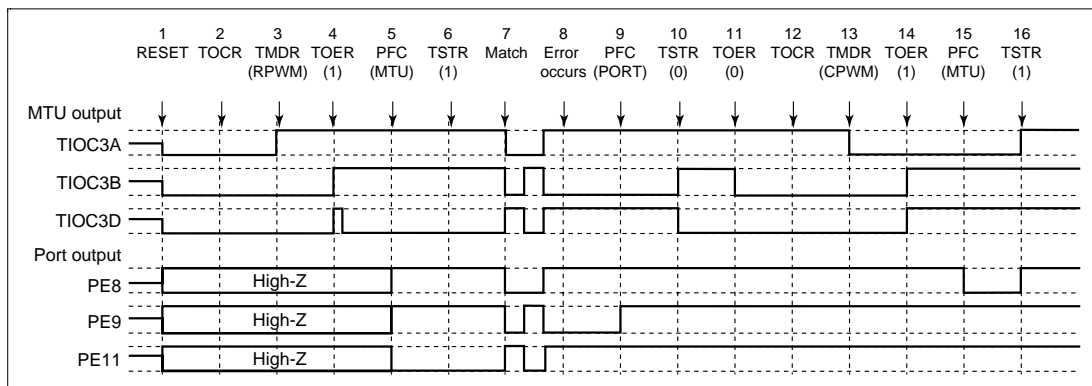 1 2 3 4 5 6 7 8 9 10 11 12 13 14 15 16
RESET TOCR TMDR TOER PFC TSTR Match Error PFC TSTR TOER TOCR TMDR TOER PFC TSTR
(RPWM) (1) (MTU) (1) occurs (PORT) (0) (0) (CPWM) (1) (MTU) (1)
MTU output
TIOC3A
TIOC3B
TIOC3D
Port output
PE8 High-Z
PE9 High-Z
PE11 High-Z